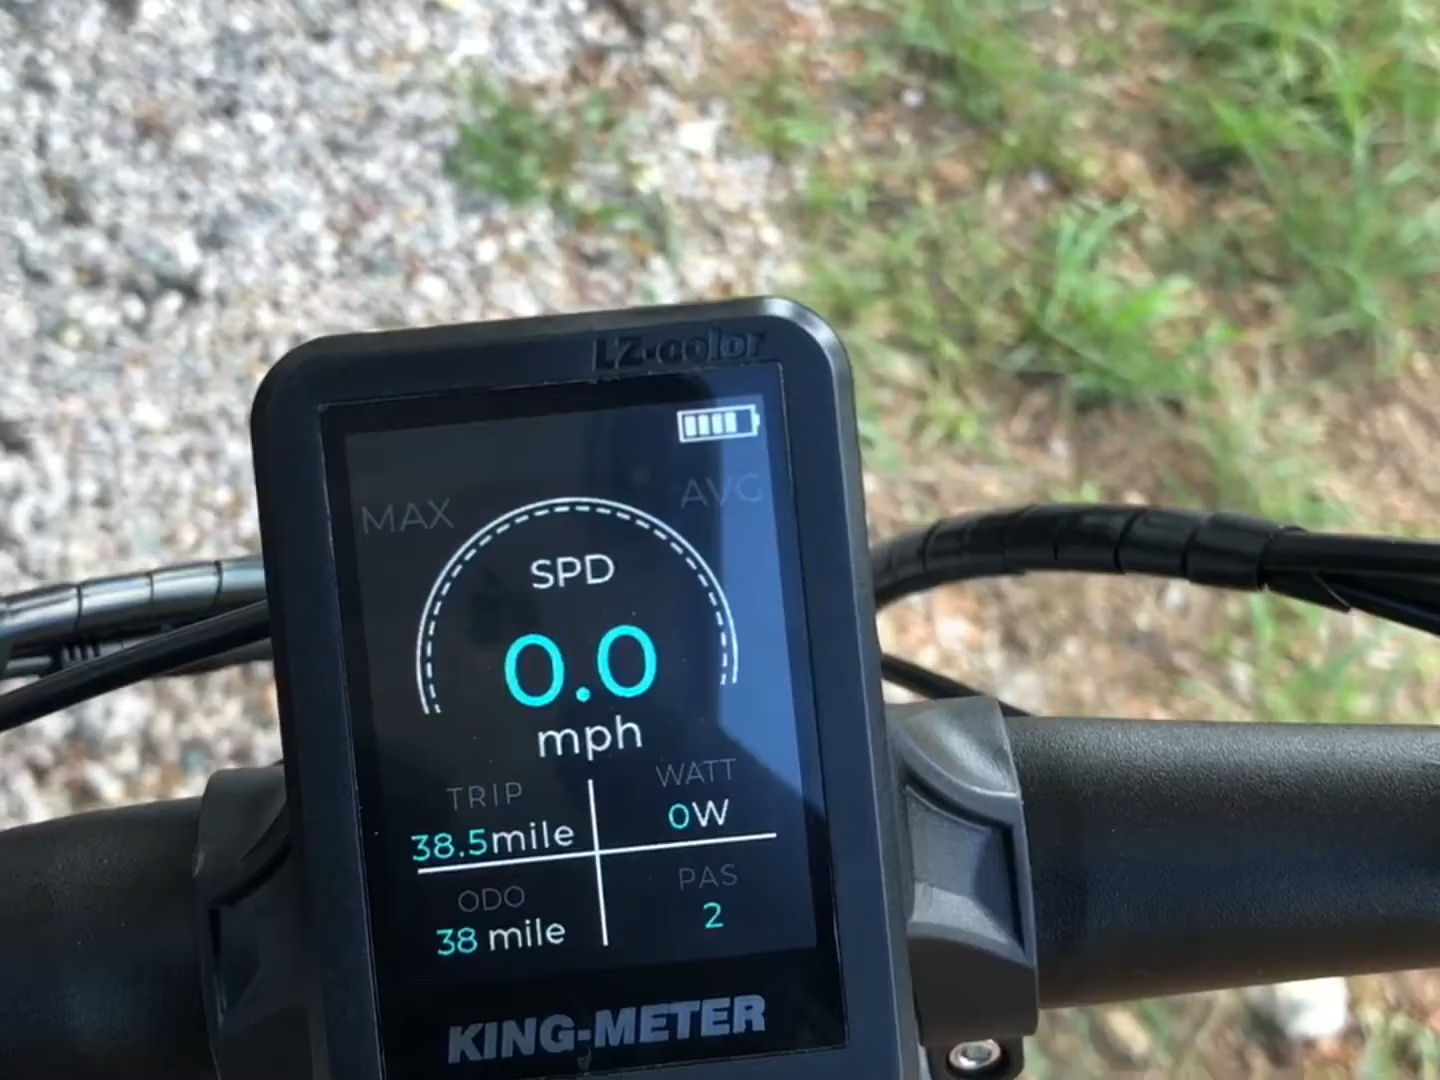 LZ-color
MAX
AVG
SPD
0.0
mph
TRIP
38.5mile
WATT
0W
ODO
38 mile
PAS
2
KING-METER